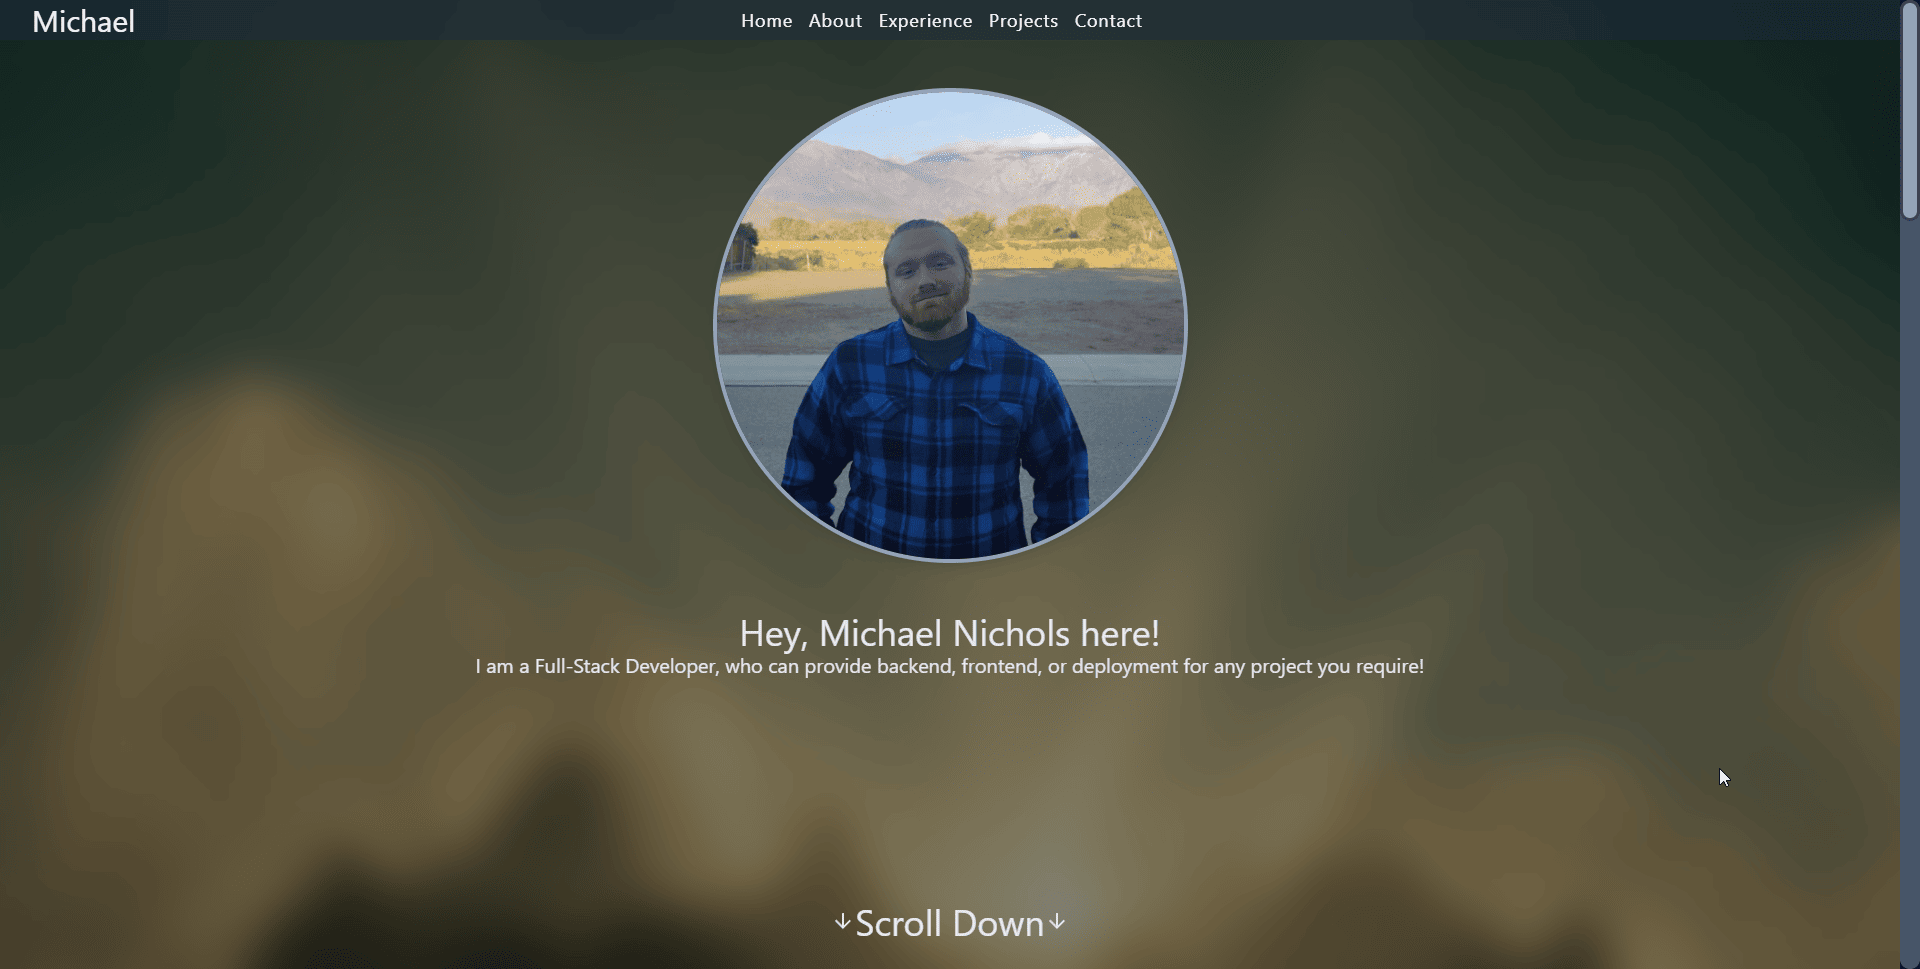 Michael
Home About Experience Projects Contact
Hey, Michael Nichols here!
I am a Full-Stack Developer, who can provide backend, frontend, or deployment for any project you require!
↓Scroll Down↓